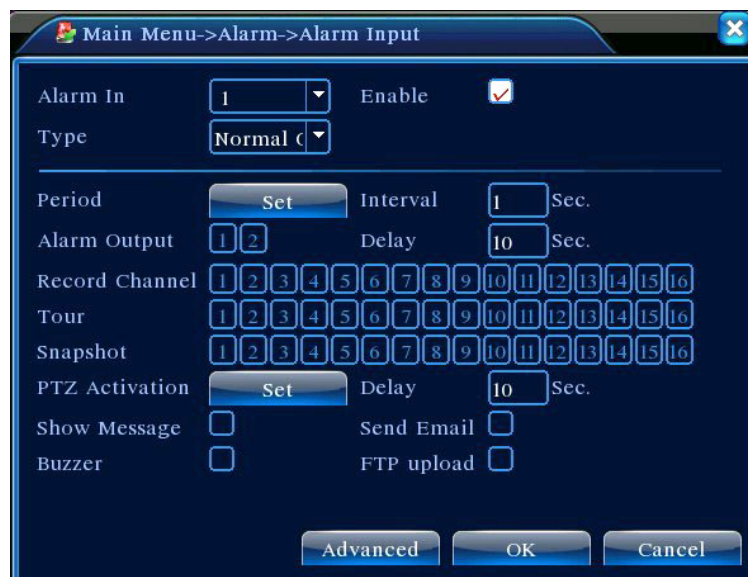 Main Menu->Alarm->Alarm Input
Alarm In 1 Enable
Type Normal
Period Set Interval 1 Sec.
Alarm Output 1 2 Delay 10 Sec.
Record Channel 1 2 3 4 5 6 7 8 9 10 11 12 13 14 15 16
Tour 1 2 3 4 5 6 7 8 9 10 11 12 13 14 15 16
Snapshot 1 2 3 4 5 6 7 8 9 10 11 12 13 14 15 16
PTZ Activation Set Delay 10 Sec.
Show Message Send Email
Buzzer FTP upload
Advanced OK Cancel